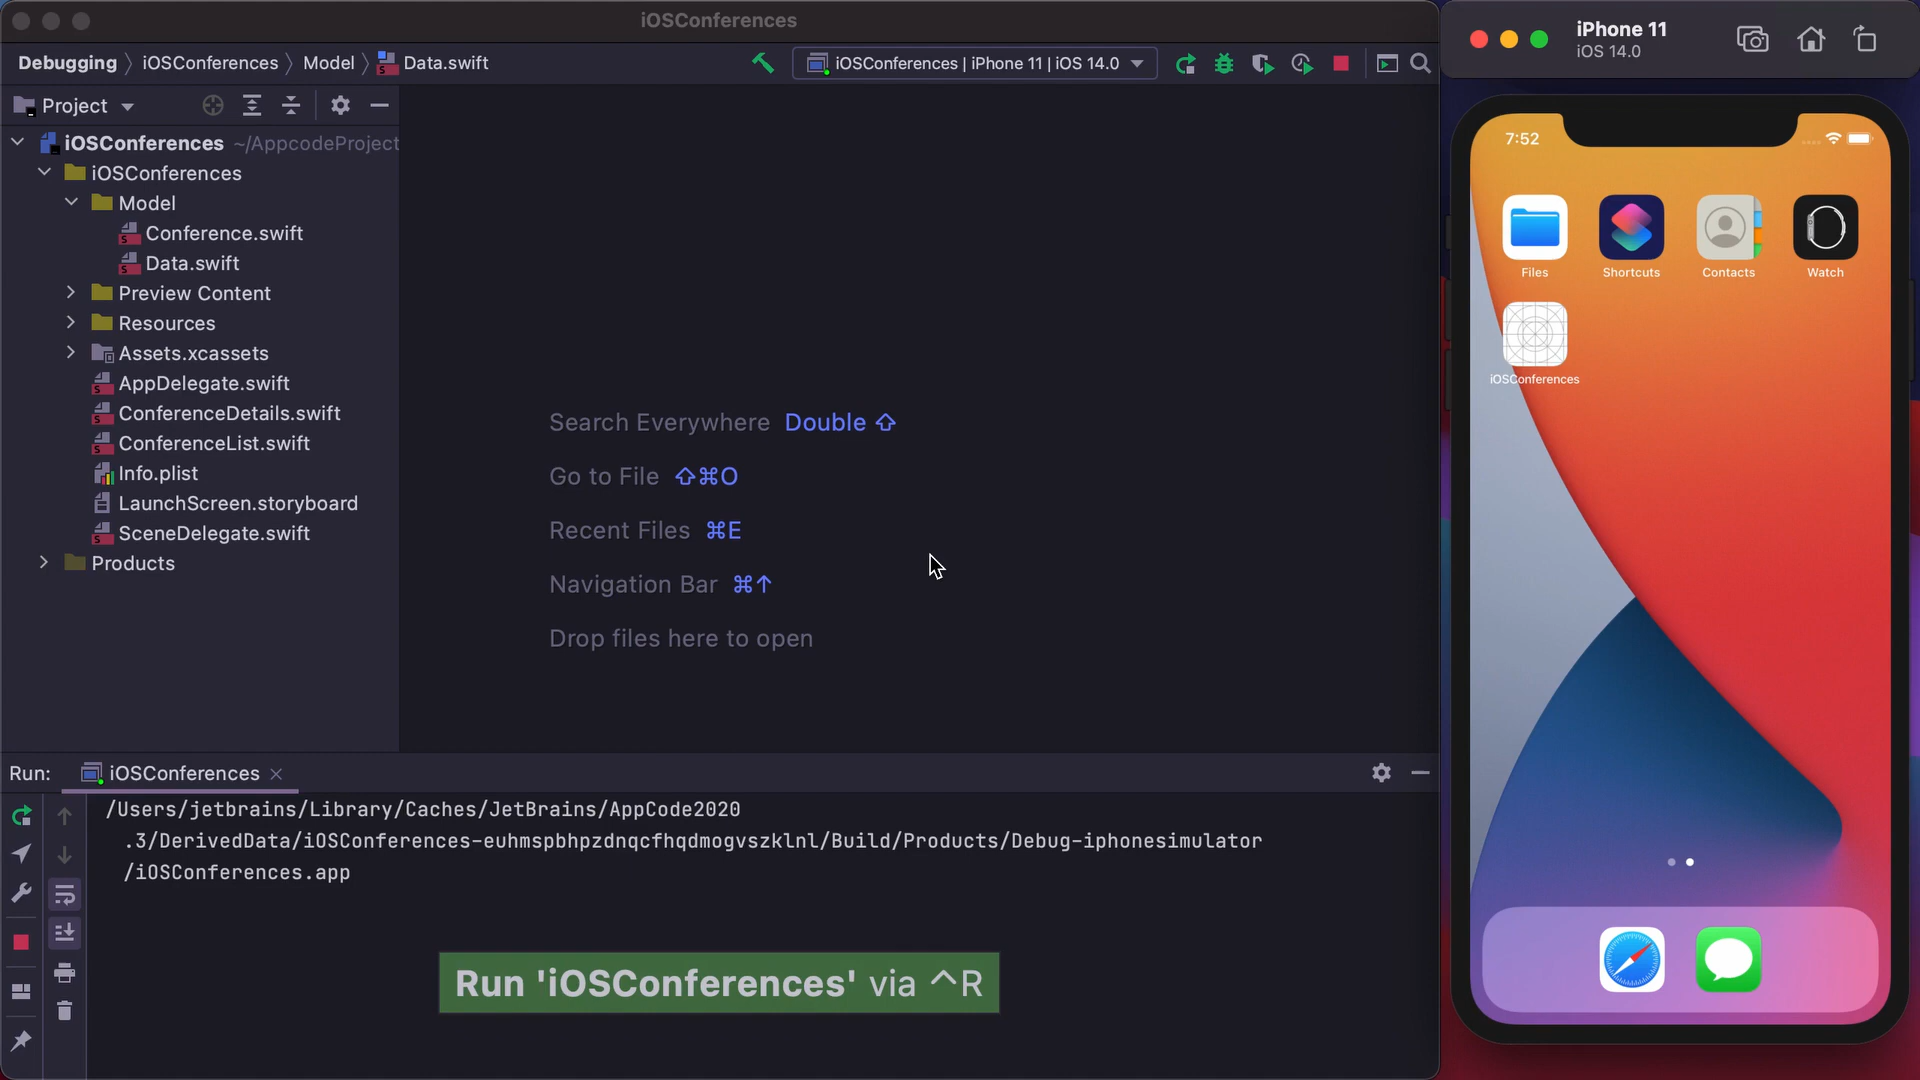 iOSConferences
Debugging iOSConferences Model Data.swift
iOSConferences | iPhone 11 | iOS 14.0
Project
iOSConferences ~/AppcodeProject
iOSConferences
Model
Conference.swift
Data.swift
Preview Content
Resources
Assets.xcassets
AppDelegate.swift
ConferenceDetails.swift
ConferenceList.swift
Info.plist
LaunchScreen.storyboard
SceneDelegate.swift
Products
Search Everywhere Double ⇧
Go to File ⇧⌘O
Recent Files ⌘E
Navigation Bar ⌘↑
Drop files here to open
Run: iOSConferences
/Users/jetbrains/Library/Caches/JetBrains/AppCode2020
.3/DerivedData/iOSConferences-euhmspbhpzdnqcfhqdmogvszklnl/Build/Products/Debug-iphonesimulator
/iOSConferences.app
Run 'iOSConferences' via ^R
iPhone 11
iOS 14.0
7:52
Files Shortcuts Contacts Watch
iOSConferences